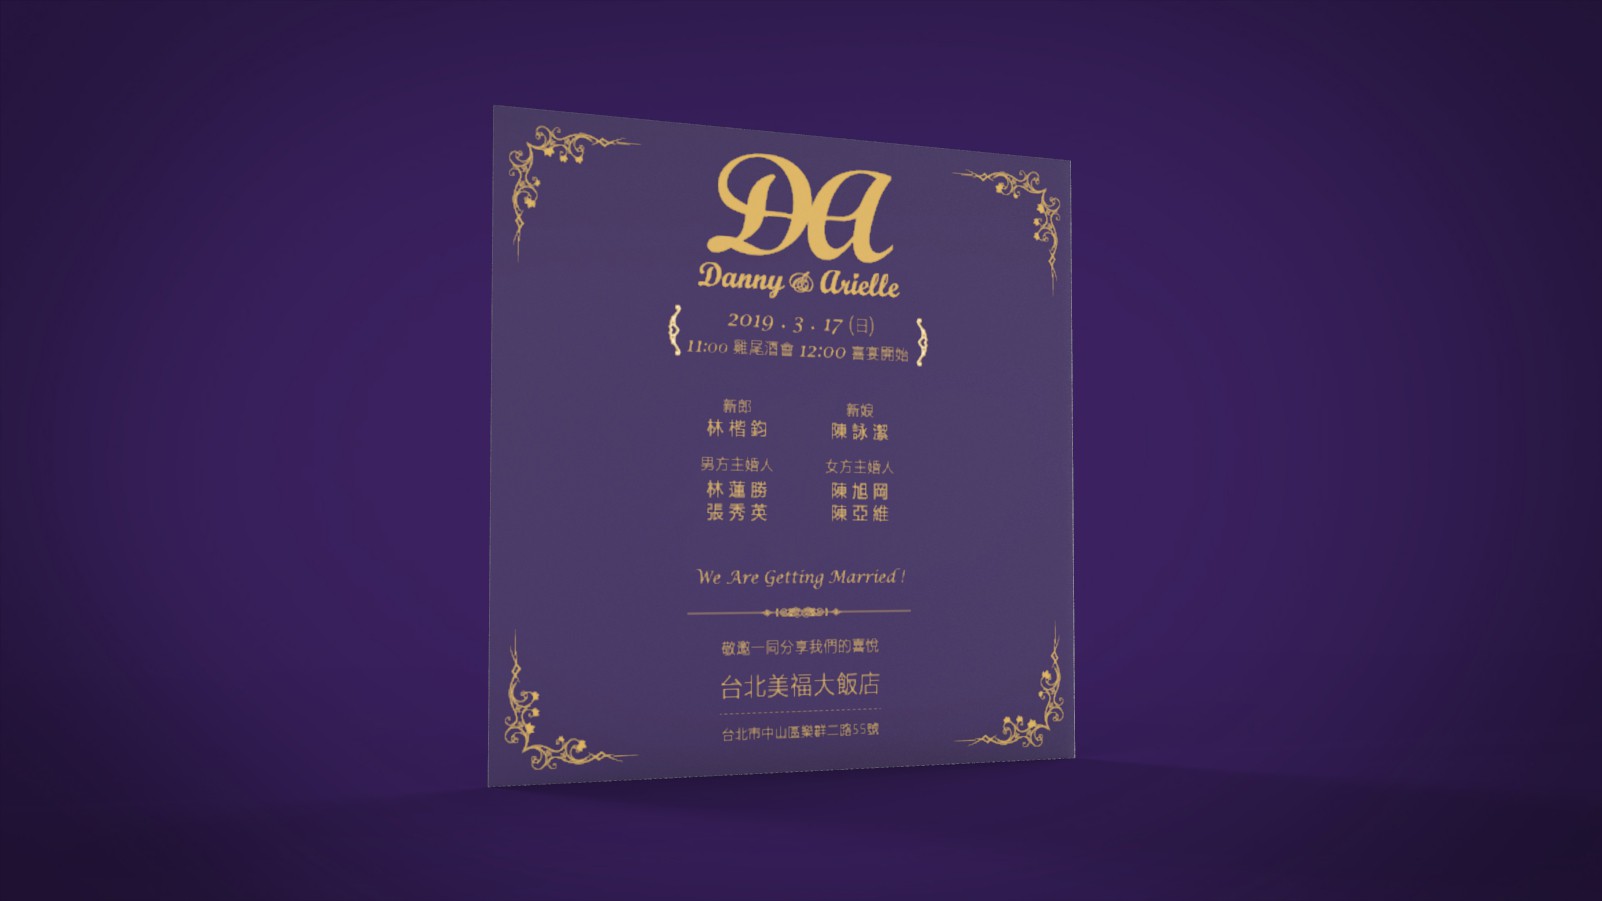 DA
Danny & Arielle
2019 . 3 . 17 (日)
11:00 雞尾酒會 12:00 喜宴開始
新郎 新娘
林楷鈞 陳詠潔
男方主婚人 女方主婚人
林蓮勝 陳旭岡
張秀英 陳亞維
We Are Getting Married !
敬邀一同分享我們的喜悅
台北美福大飯店
台北市中山區樂群二路55號